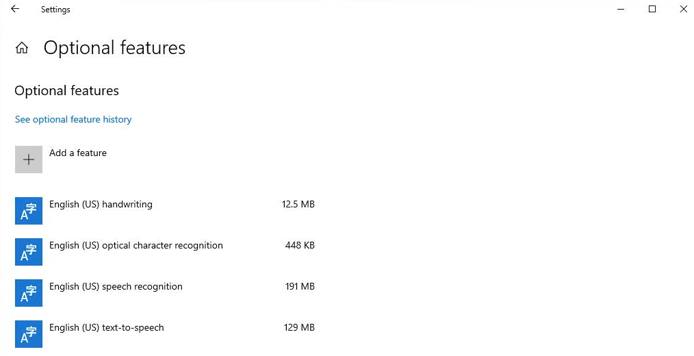 Settings
Optional features
Optional features
See optional feature history
Add a feature
English (US) handwriting 12.5 MB
English (US) optical character recognition 448 KB
English (US) speech recognition 191 MB
English (US) text-to-speech 129 MB